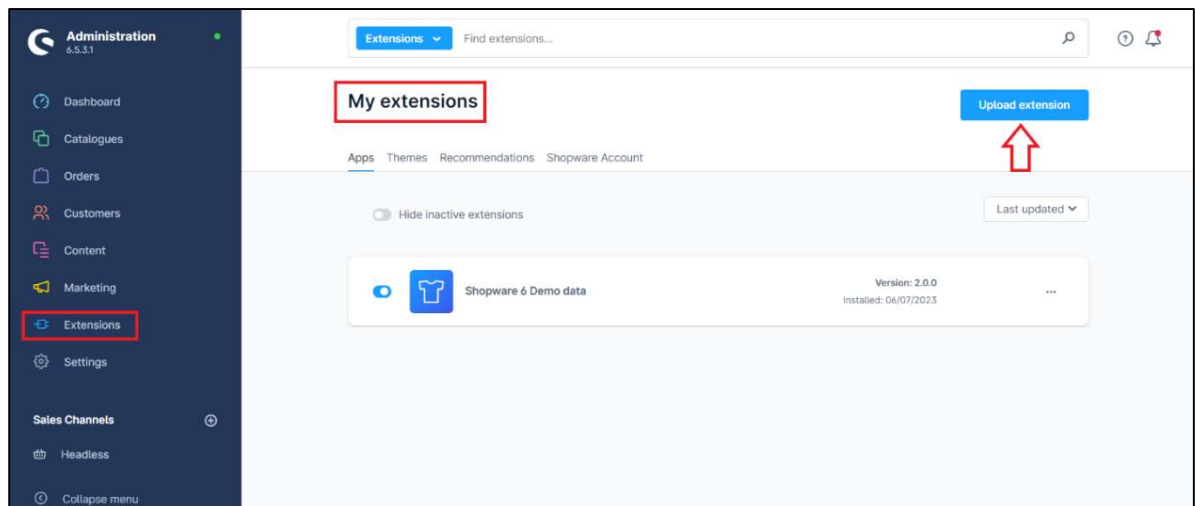 Administration
6.5.3.1
Dashboard
Catalogues
Orders
Customers
Content
Marketing
Extensions
Settings
Sales Channels
Headless
Collapse menu
Extensions
Find extensions...
My extensions
Upload extension
Apps Themes Recommendations Shopware Account
Hide inactive extensions
Last updated
Shopware 6 Demo data
Version: 2.0.0
Installed: 06/07/2023